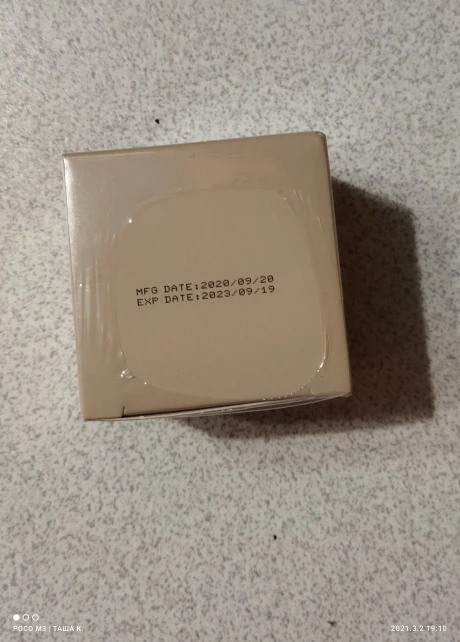 MFG DATE:2020/09/20
EXP DATE:2023/09/19
POCO M3 | ТАША К.
2021.3.2 19:10